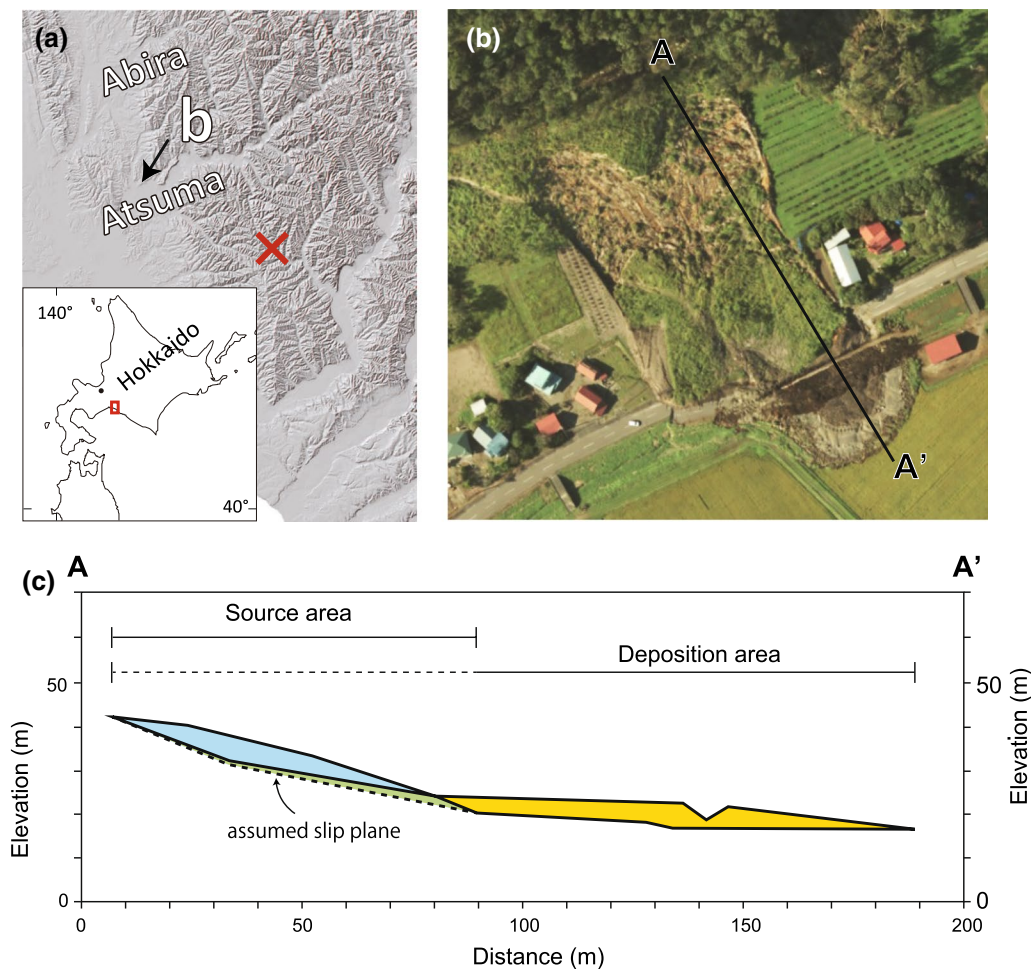 (a)
Abira
b
Atsuma
140°
Hokkaido
40°
(b)
A
A'
(c)
A
A'
Source area
Deposition area
50
50
Elevation (m)
Elevation (m)
assumed slip plane
0
0
0
50
100
150
200
Distance (m)